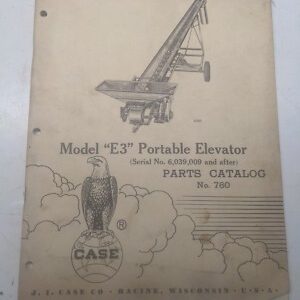 Model "E3" Portable Elevator
(Serial No. 6,039,009 and after)
PARTS CATALOG
No. 760
®
CASE
J. I. CASE CO - RACINE, WISCONSIN - U·S·A·